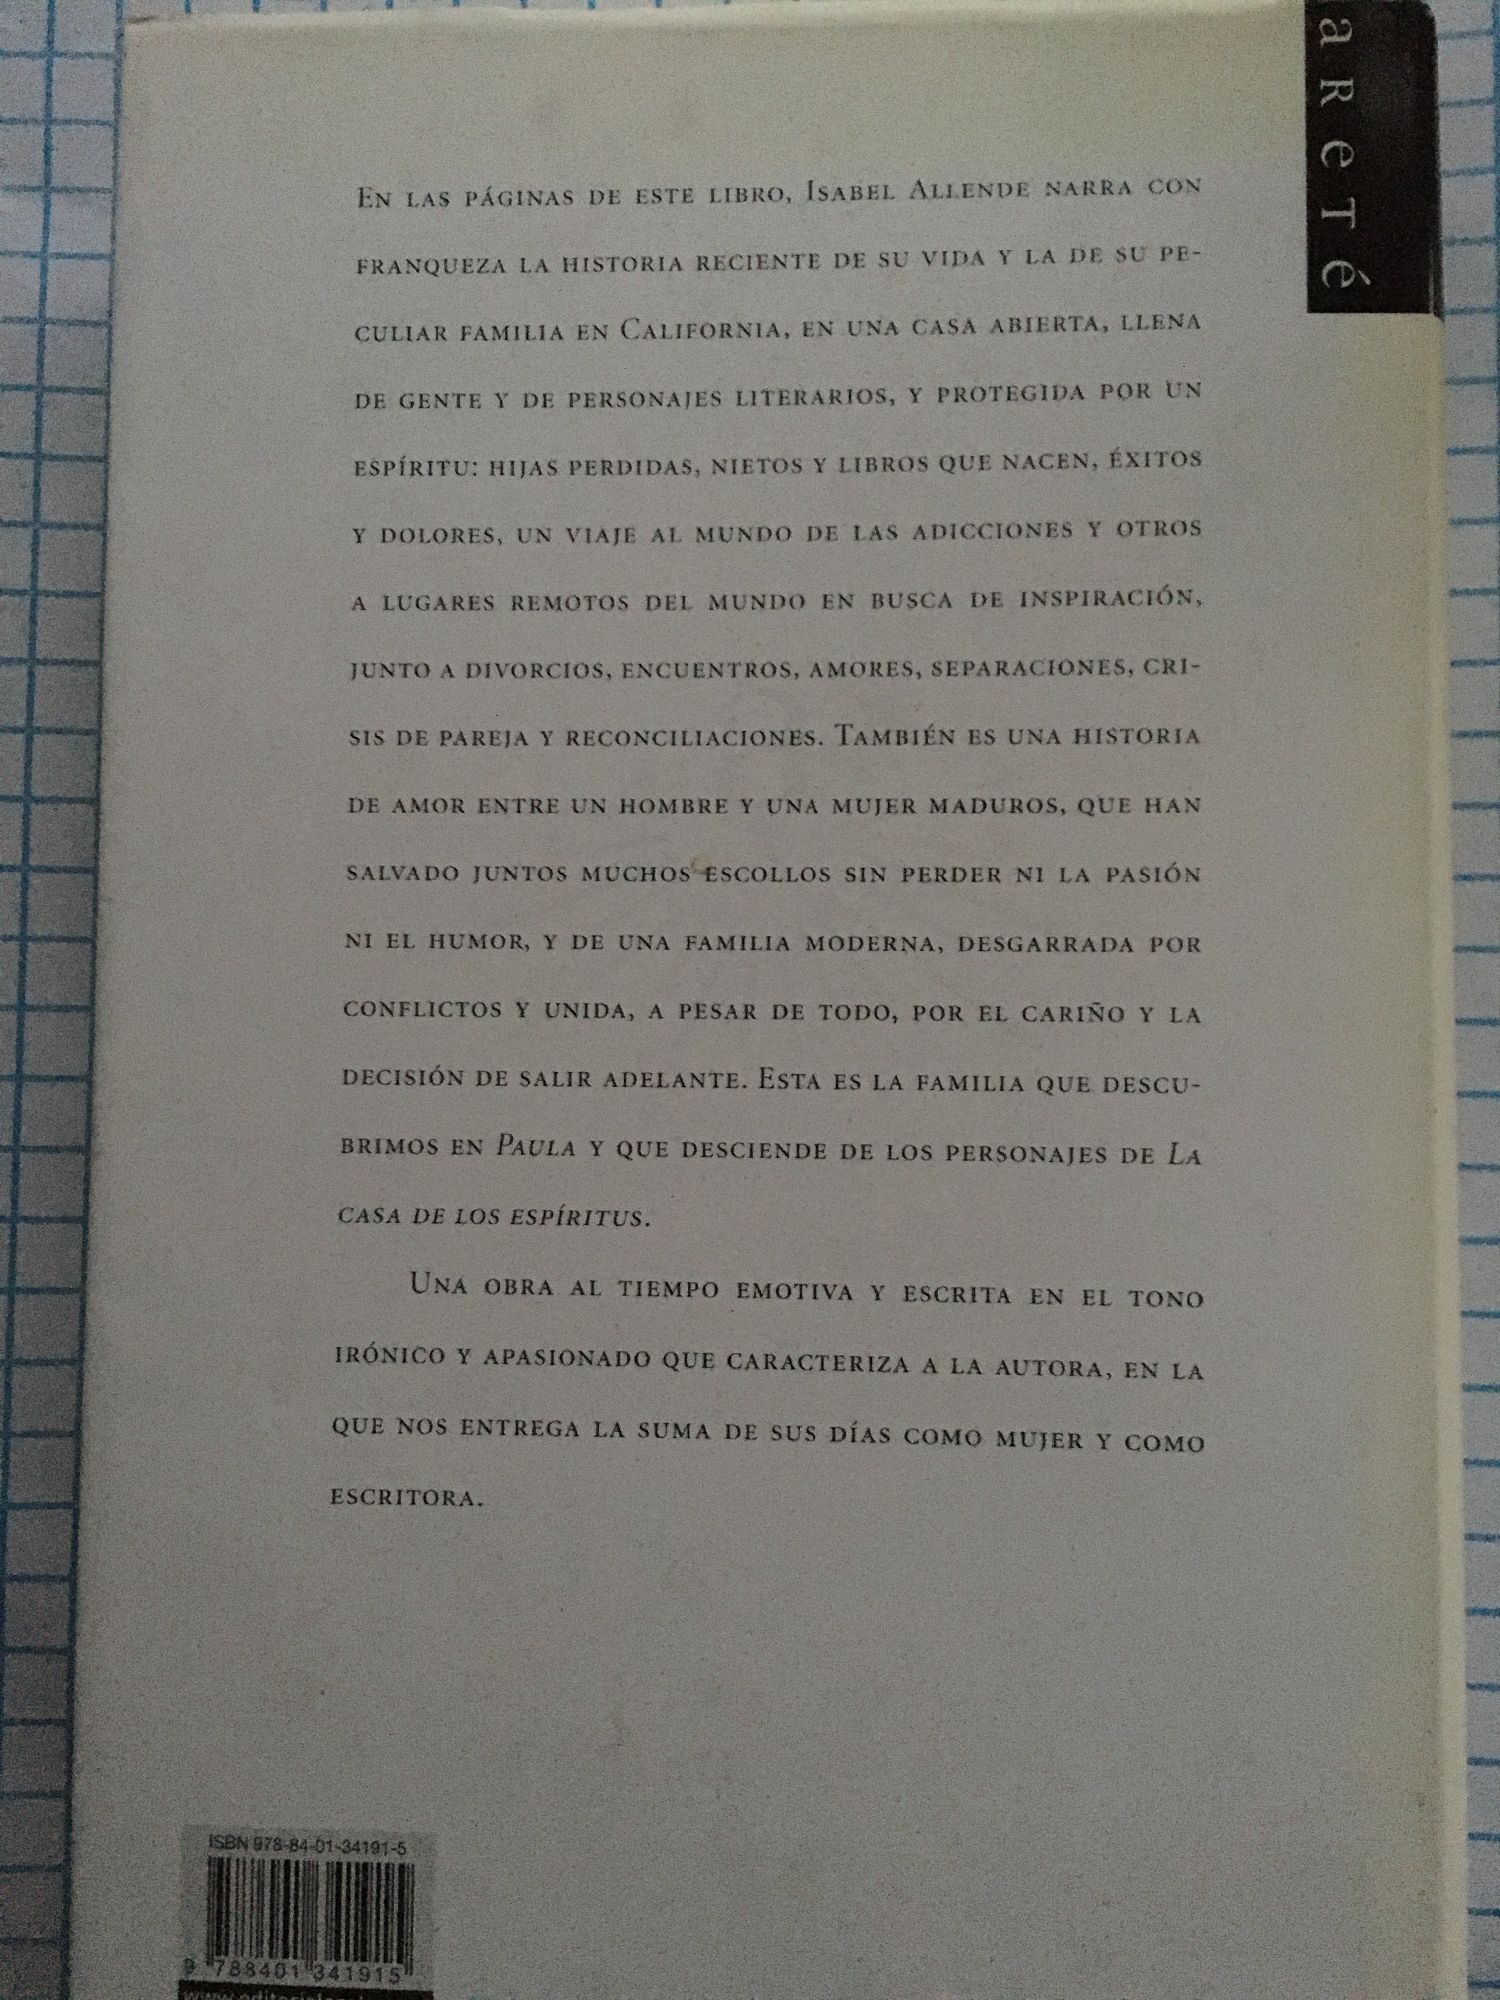 aReTé
En las páginas de este libro, Isabel Allende narra con
franqueza la historia reciente de su vida y la de su pe-
culiar familia en California, en una casa abierta, llena
de gente y de personajes literarios, y protegida por un
espíritu: hijas perdidas, nietos y libros que nacen, éxitos
y dolores, un viaje al mundo de las adicciones y otros
a lugares remotos del mundo en busca de inspiración,
junto a divorcios, encuentros, amores, separaciones, cri-
sis de pareja y reconciliaciones. También es una historia
de amor entre un hombre y una mujer maduros, que han
salvado juntos muchos escollos sin perder ni la pasión
ni el humor, y de una familia moderna, desgarrada por
conflictos y unida, a pesar de todo, por el cariño y la
decisión de salir adelante. Esta es la familia que descu-
brimos en Paula y que desciende de los personajes de La
casa de los espíritus.
Una obra al tiempo emotiva y escrita en el tono
irónico y apasionado que caracteriza a la autora, en la
que nos entrega la suma de sus días como mujer y como
escritora.
ISBN 978-84-01-34191-5
9 788401 341915